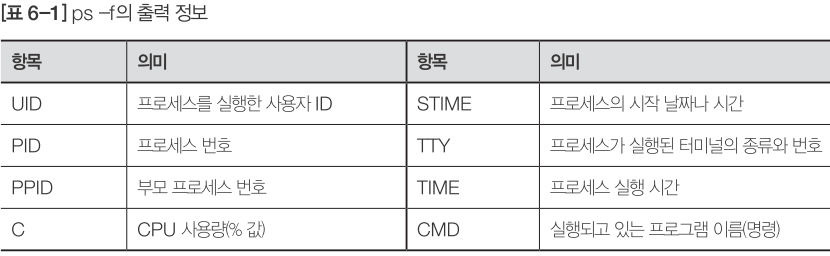 [표 6-1] ps -f의 출력 정보
항목 의미 항목 의미
UID 프로세스를 실행한 사용자 ID STIME 프로세스의 시작 날짜나 시간
PID 프로세스 번호 TTY 프로세스가 실행된 터미널의 종류와 번호
PPID 부모 프로세스 번호 TIME 프로세스 실행 시간
C CPU 사용량(% 값) CMD 실행되고 있는 프로그램 이름(명령)